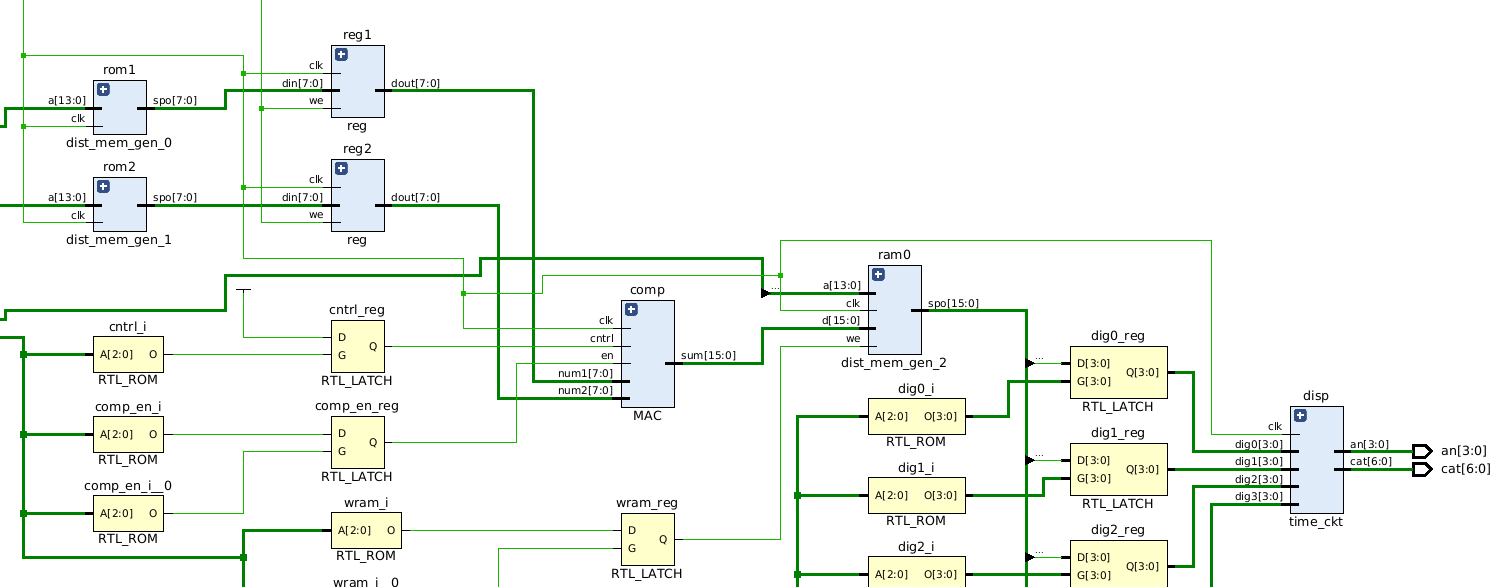 reg1
clk
din[7:0]
we
dout[7:0]
reg
rom1
a[13:0]
clk
spo[7:0]
dist_mem_gen_0
reg2
clk
din[7:0]
we
dout[7:0]
reg
rom2
a[13:0]
clk
spo[7:0]
dist_mem_gen_1
ram0
a[13:0]
clk
d[15:0]
we
spo[15:0]
dist_mem_gen_2
...
comp
clk
cntrl
en
num1[7:0]
num2[7:0]
sum[15:0]
MAC
cntrl_i
A[2:0] O
RTL_ROM
cntrl_reg
D
G
Q
RTL_LATCH
comp_en_i
A[2:0] O
RTL_ROM
comp_en_reg
D
G
Q
RTL_LATCH
comp_en_i__0
A[2:0] O
RTL_ROM
wram_i
A[2:0] O
RTL_ROM
wram_i__0
wram_reg
D
G
Q
RTL_LATCH
dig0_i
A[2:0] O[3:0]
RTL_ROM
dig1_i
A[2:0] O[3:0]
RTL_ROM
dig2_i
A[2:0] O[3:0]
dig0_reg
...
D[3:0]
G[3:0]
Q[3:0]
RTL_LATCH
dig1_reg
...
D[3:0]
G[3:0]
Q[3:0]
RTL_LATCH
dig2_reg
...
D[3:0]
G[3:0]
Q[3:0]
disp
clk
dig0[3:0]
dig1[3:0]
dig2[3:0]
dig3[3:0]
an[3:0]
cat[6:0]
time_ckt
an[3:0]
cat[6:0]